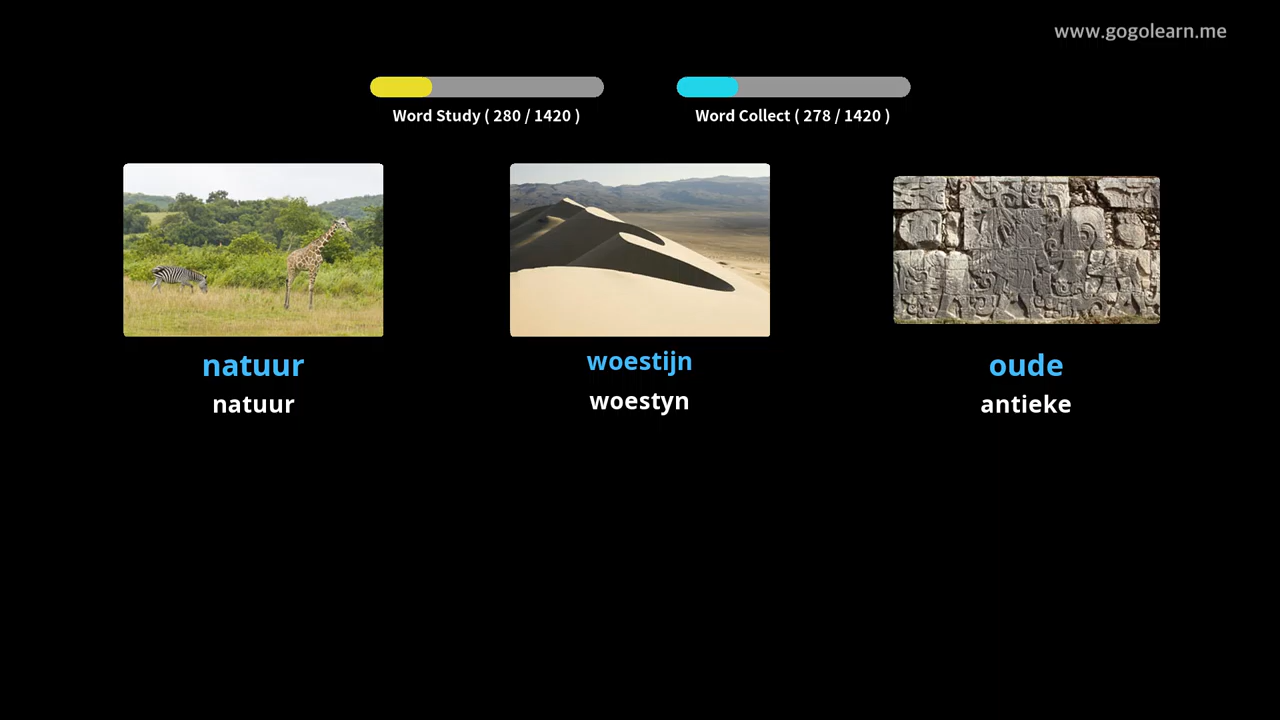 www.gogolearn.me
Word Study ( 280 / 1420 )
Word Collect ( 278 / 1420 )
natuur
natuur
woestijn
woestyn
oude
antieke